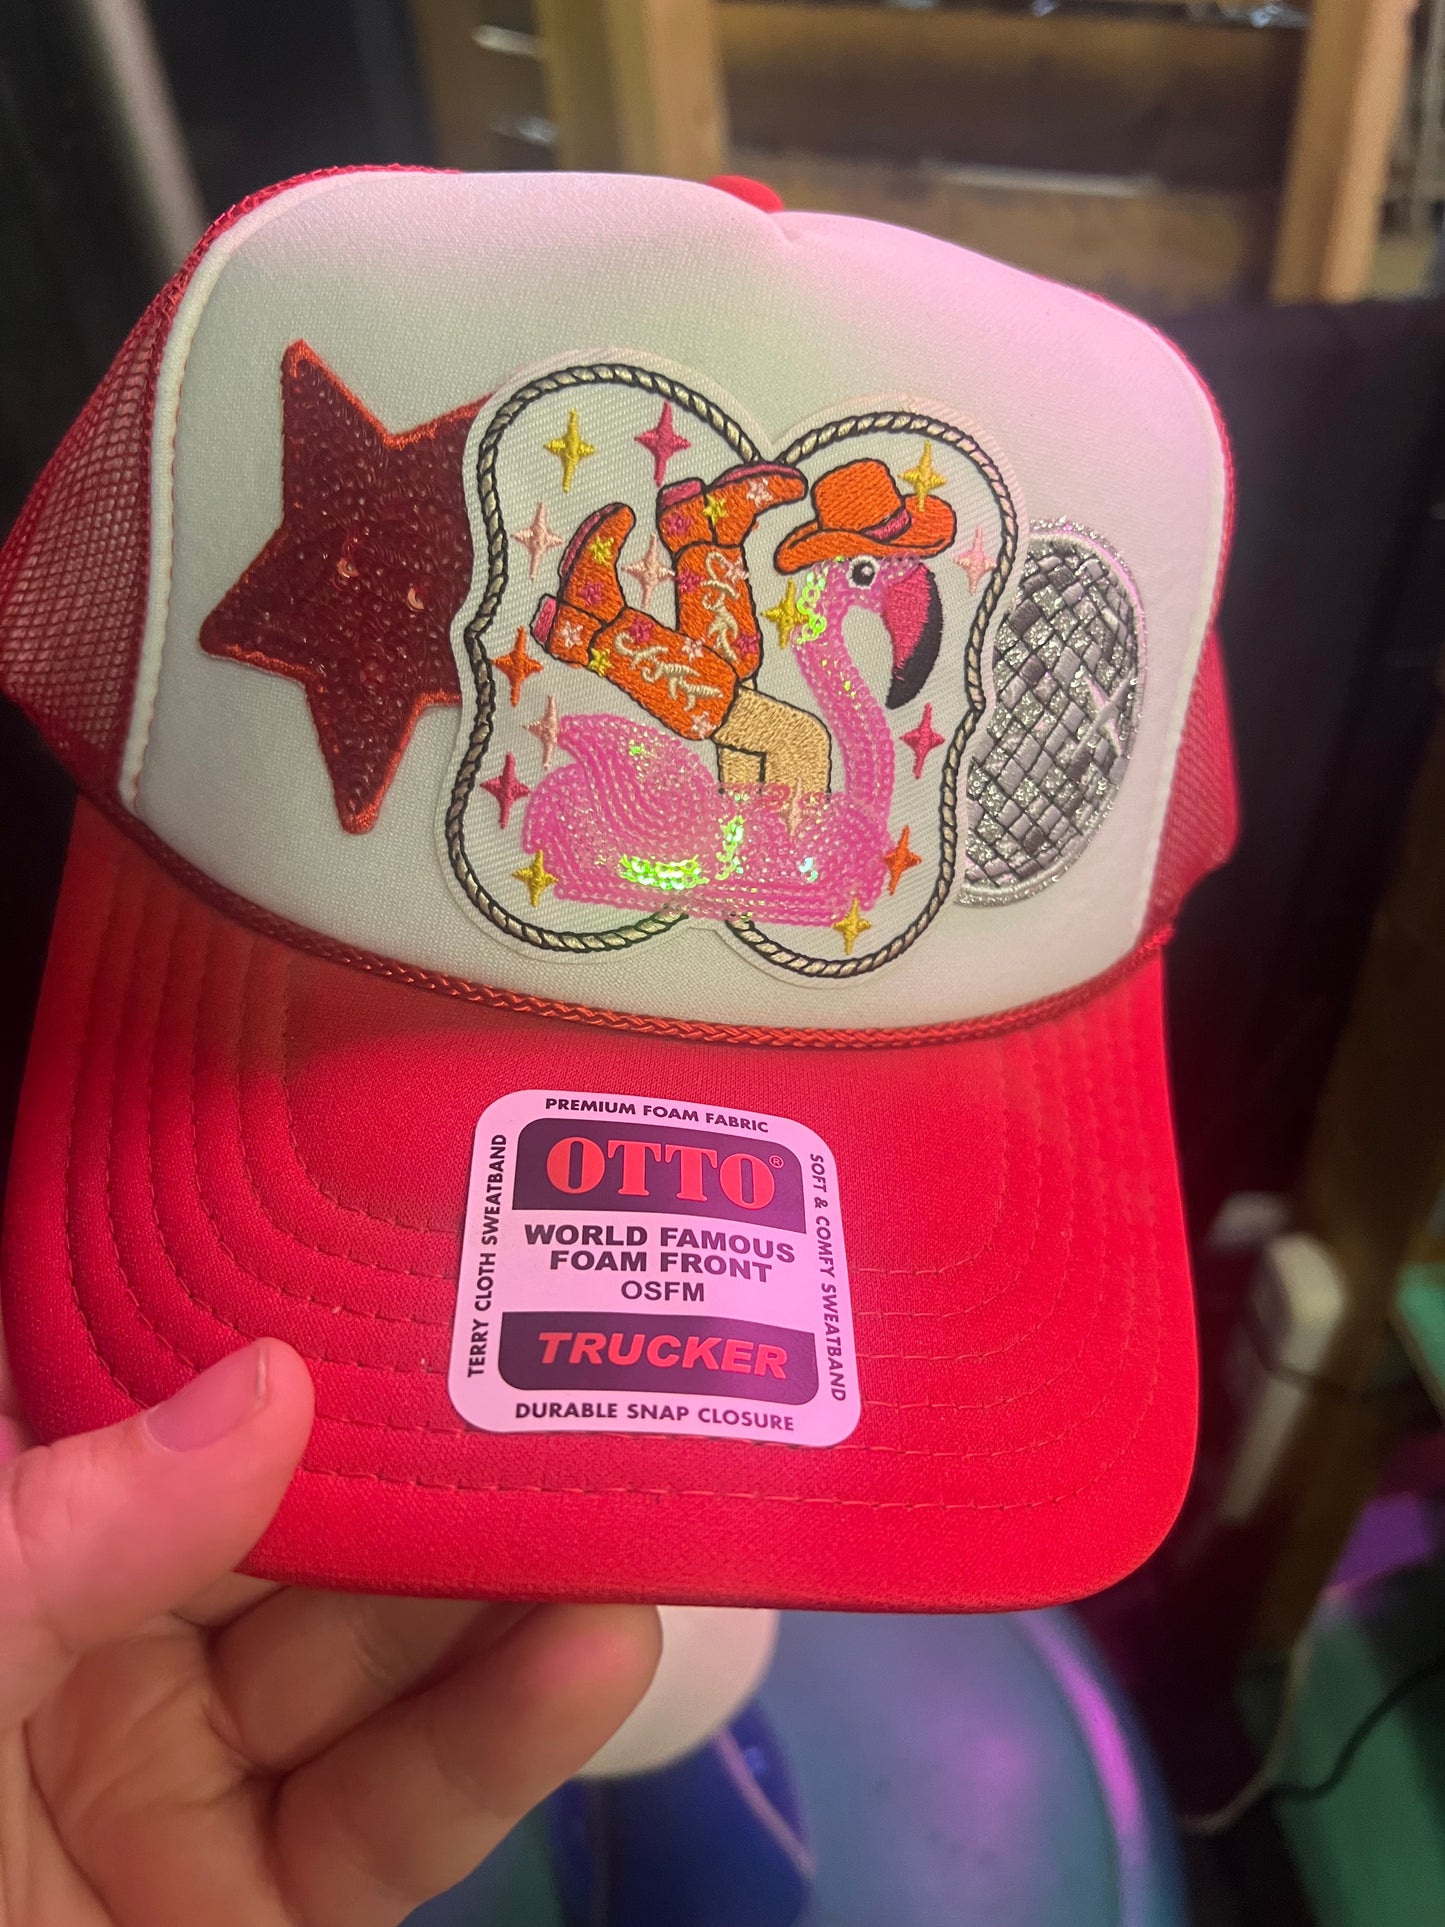 PREMIUM FOAM FABRIC
OTTO®
WORLD FAMOUS
FOAM FRONT
OSFM
TRUCKER
DURABLE SNAP CLOSURE
TERRY CLOTH SWEATBAND
SOFT & COMFY SWEATBAND